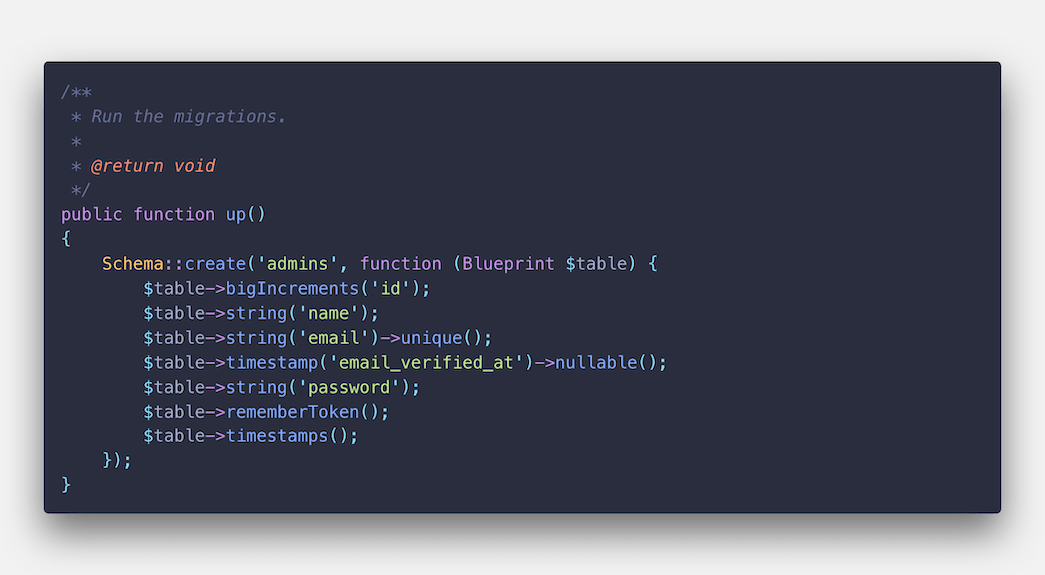 /**
 * Run the migrations.
 *
 * @return void
 */
public function up()
{
    Schema::create('admins', function (Blueprint $table) {
        $table->bigIncrements('id');
        $table->string('name');
        $table->string('email')->unique();
        $table->timestamp('email_verified_at')->nullable();
        $table->string('password');
        $table->rememberToken();
        $table->timestamps();
    });
}